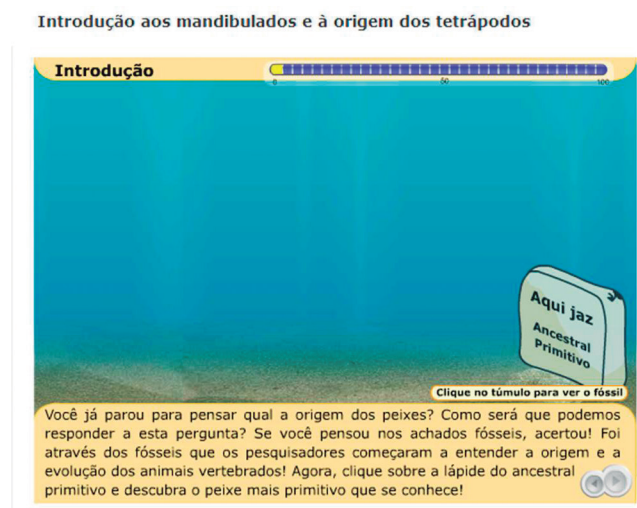 Introdução aos mandibulados e à origem dos tetrápodos
Introdução
0 50 100
Aqui jaz
Ancestral
Primitivo
Clique no túmulo para ver o fóssil
Você já parou para pensar qual a origem dos peixes? Como será que podemos
responder a esta pergunta? Se você pensou nos achados fósseis, acertou! Foi
através dos fósseis que os pesquisadores começaram a entender a origem e a
evolução dos animais vertebrados! Agora, clique sobre a lápide do ancestral
primitivo e descubra o peixe mais primitivo que se conhece!